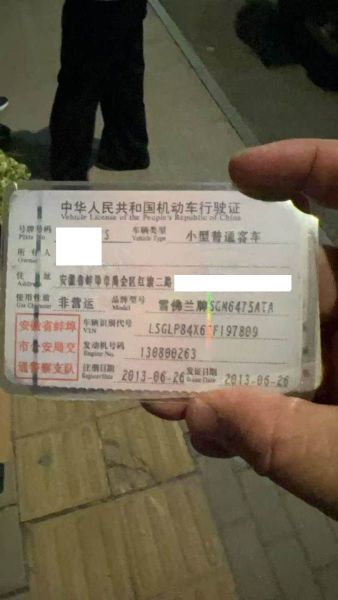 中华人民共和国机动车行驶证
Vehicle License of the People's Republic of China
号牌号码
Plate No.
S
车辆类型
Vehicle Type
小型普通客车
所有人
Owner
住址
Address
安徽省蚌埠市禹会区红旗二路
使用性质
Use Character
非营运
品牌型号
Model
雪佛兰牌SGM6475ATA
安徽省蚌埠
市公安局交
通警察支队
车辆识别代号
VIN
发动机号码
Engine No.
130800263
注册日期
Register Date
2013-06-26
发证日期
Issue Date
2013-06-26